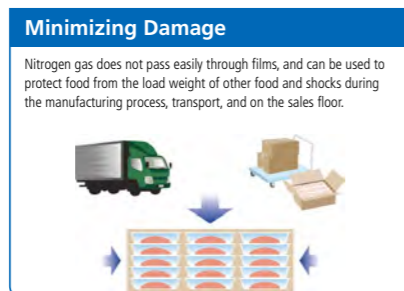 Minimizing Damage
Nitrogen gas does not pass easily through films, and can be used to
protect food from the load weight of other food and shocks during
the manufacturing process, transport, and on the sales floor.